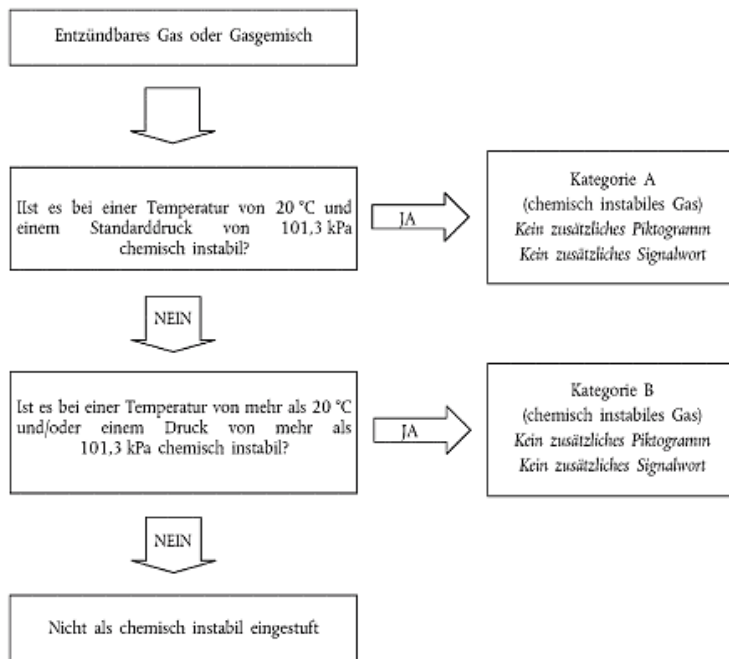 Entzündbares Gas oder Gasgemisch
IIst es bei einer Temperatur von 20 °C und
einem Standarddruck von 101,3 kPa
chemisch instabil?
JA
Kategorie A
(chemisch instabiles Gas)
Kein zusätzliches Piktogramm
Kein zusätzliches Signalwort
NEIN
Ist es bei einer Temperatur von mehr als 20 °C
und/oder einem Druck von mehr als
101,3 kPa chemisch instabil?
JA
Kategorie B
(chemisch instabiles Gas)
Kein zusätzliches Piktogramm
Kein zusätzliches Signalwort
NEIN
Nicht als chemisch instabil eingestuft